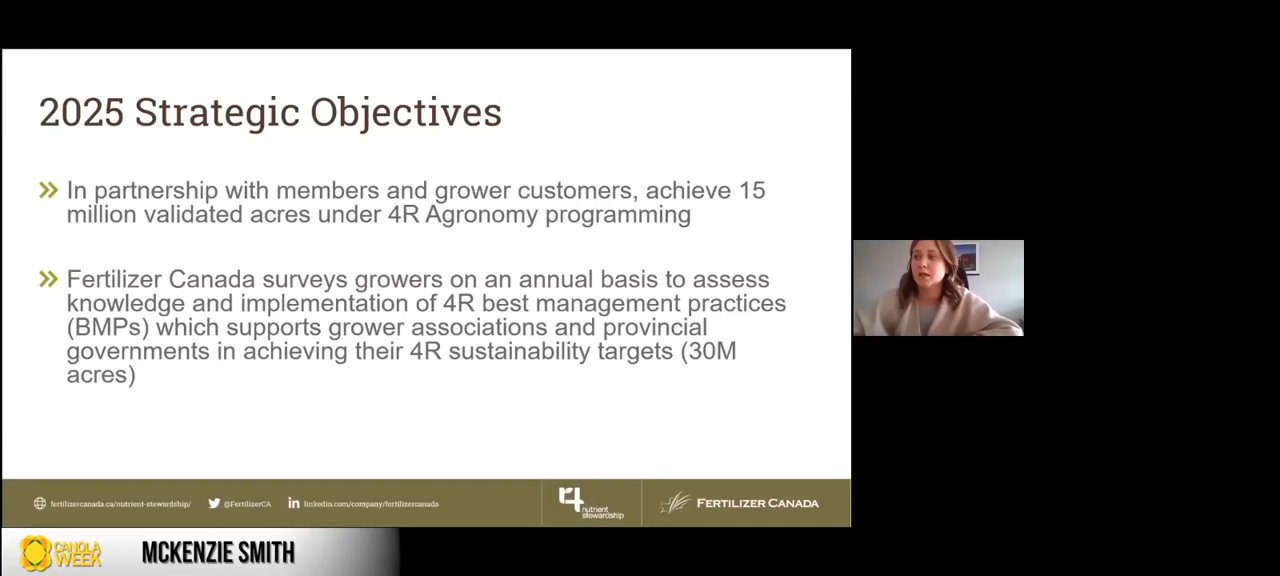 2025 Strategic Objectives
In partnership with members and grower customers, achieve 15
million validated acres under 4R Agronomy programming
Fertilizer Canada surveys growers on an annual basis to assess
knowledge and implementation of 4R best management practices
(BMPs) which supports grower associations and provincial
governments in achieving their 4R sustainability targets (30M
acres)
fertilizercanada.ca/nutrient-stewardship/ @FertilizerCA linkedin.com/company/fertilizercanada
r4 nutrient
stewardship
FERTILIZER CANADA
CANOLA
WEEK
MCKENZIE SMITH